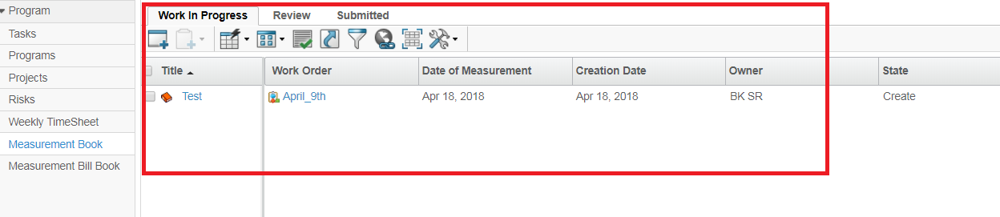 Program
Tasks
Programs
Projects
Risks
Weekly TimeSheet
Measurement Book
Measurement Bill Book
Work In Progress Review Submitted
Title Work Order Date of Measurement Creation Date Owner State
Test April_9th Apr 18, 2018 Apr 18, 2018 BK SR Create